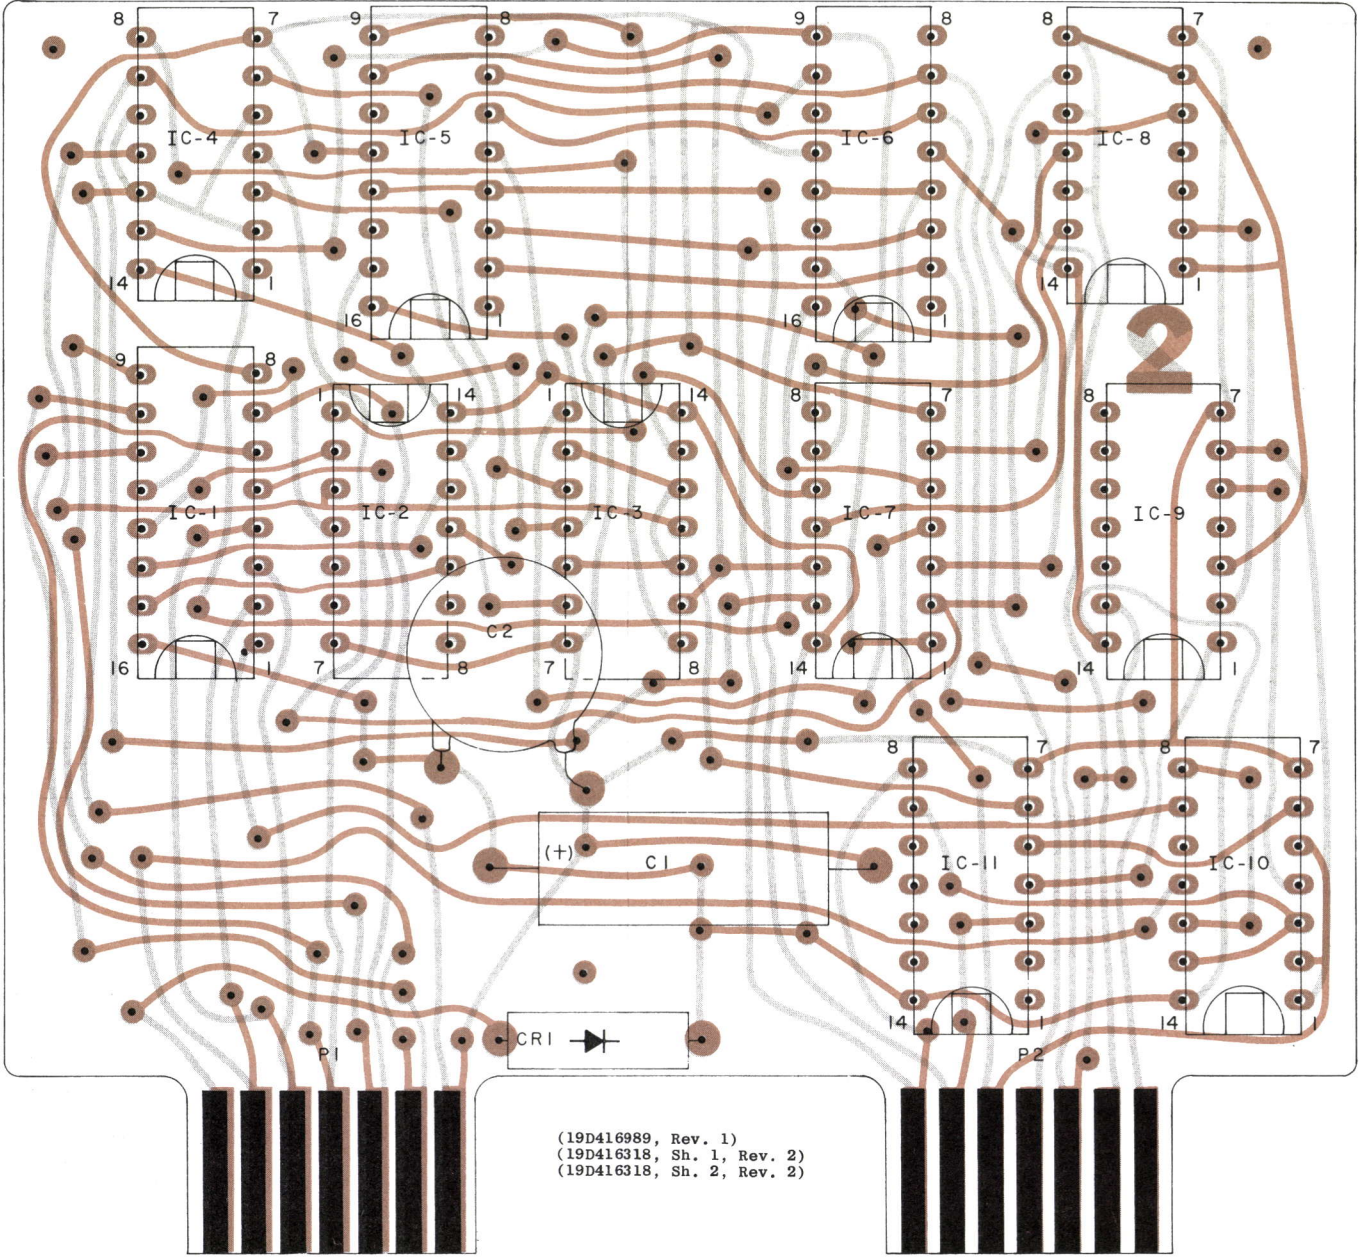 8 7 9 8 9 8 8 7
IC-4 IC-5 IC-6 IC-8
14 1 16 1 16 1 14 1
2
9 8 1 14 1 14 8 7 8 7
IC-1 IC-2 IC-3 IC-7 IC-9
C2
16 1 7 8 7 8 14 1 14 1
8 7 8 7
(+) C1 IC-11 IC-10
14 1 14 1
P1 CR1 P2
(19D416989, Rev. 1)
(19D416318, Sh. 1, Rev. 2)
(19D416318, Sh. 2, Rev. 2)